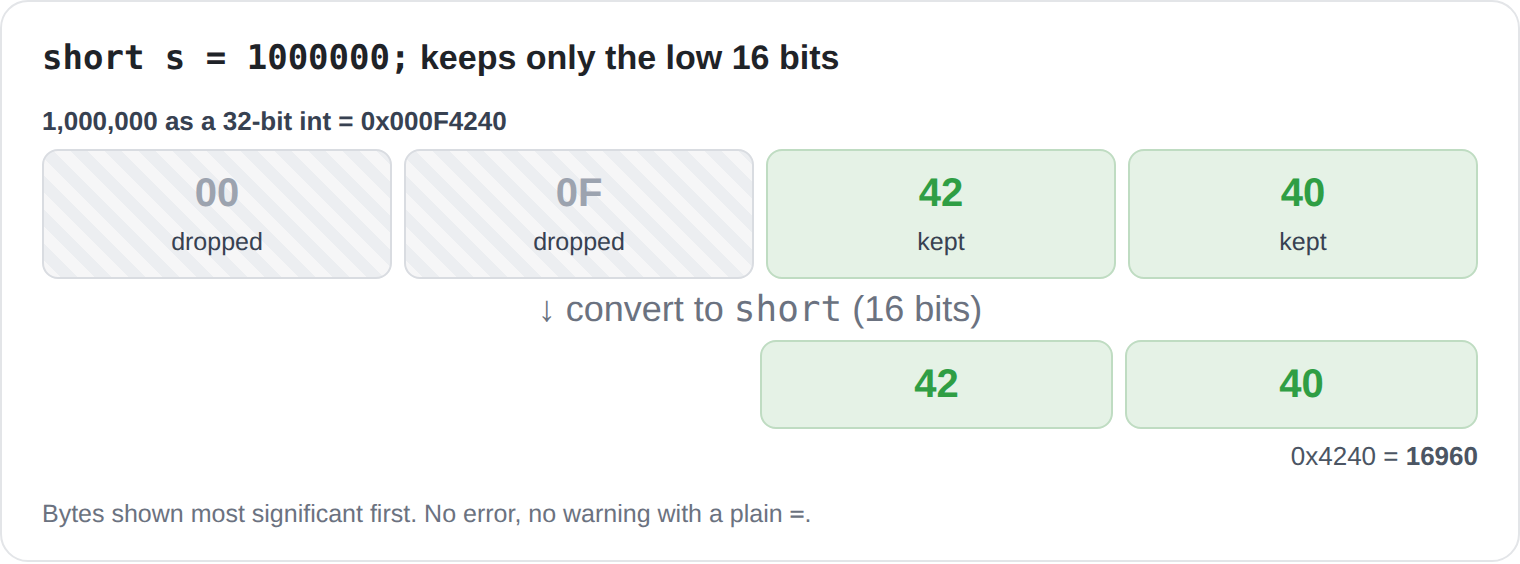 short s = 1000000; keeps only the low 16 bits
1,000,000 as a 32-bit int = 0x000F4240
00 0F 42 40
dropped dropped kept kept
↓ convert to short (16 bits)
42 40
0x4240 = 16960
Bytes shown most significant first. No error, no warning with a plain =.